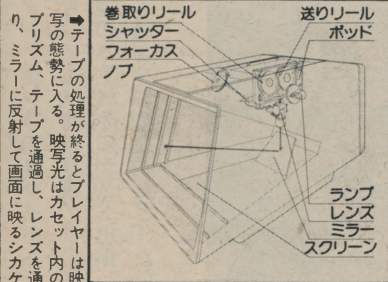 巻取りリール
シャッター
フォーカス
ノブ
送りリール
ポッド
ランプ
レンズ
ミラー
スクリーン
➡テープの処理が終るとプレイヤーは映
写の態勢に入る。映写光はカセット内の
プリズム、テープを通過し、レンズを通
り、ミラーに反射して画面に映るシカケ